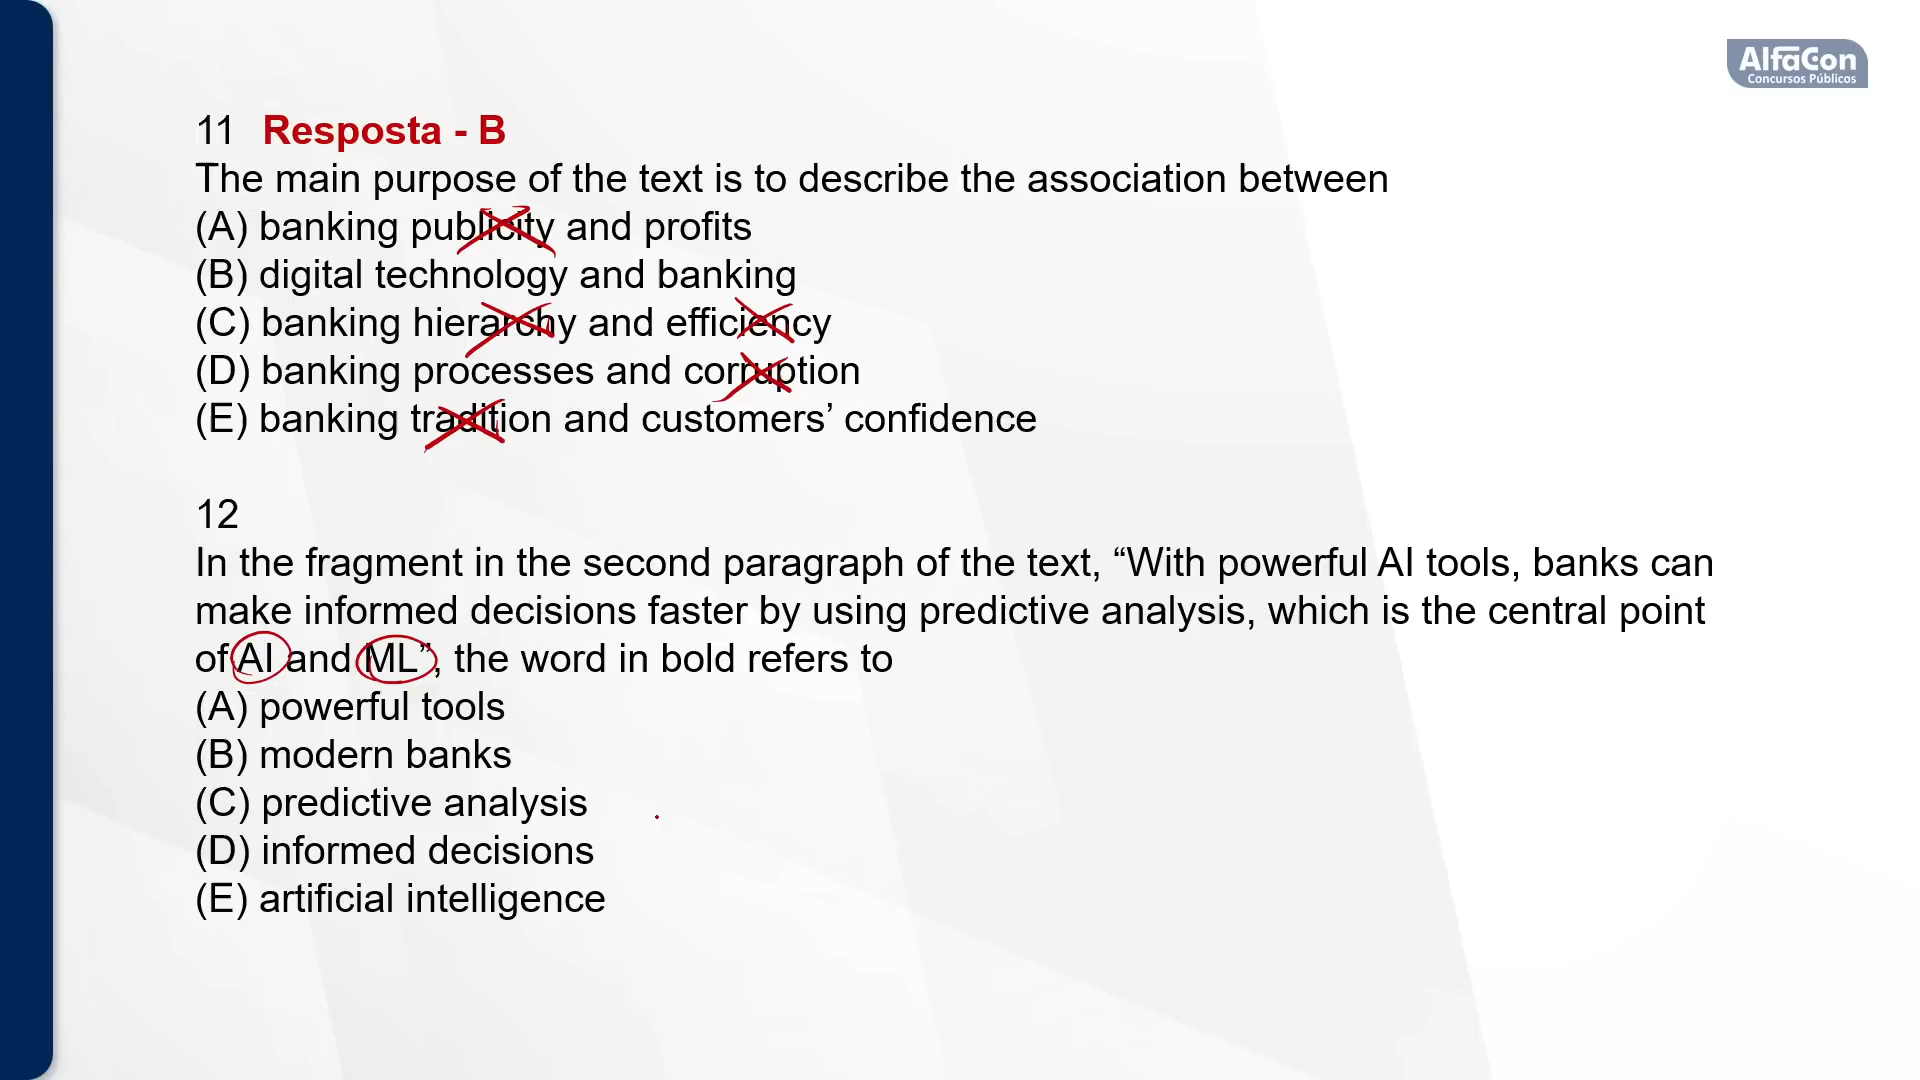 AlfaCon
Concursos Públicos
11 Resposta - B
The main purpose of the text is to describe the association between
(A) banking publicity and profits
(B) digital technology and banking
(C) banking hierarchy and efficiency
(D) banking processes and corruption
(E) banking tradition and customers’ confidence
12
In the fragment in the second paragraph of the text, “With powerful AI tools, banks can
make informed decisions faster by using predictive analysis, which is the central point
of AI and ML”, the word in bold refers to
(A) powerful tools
(B) modern banks
(C) predictive analysis
(D) informed decisions
(E) artificial intelligence